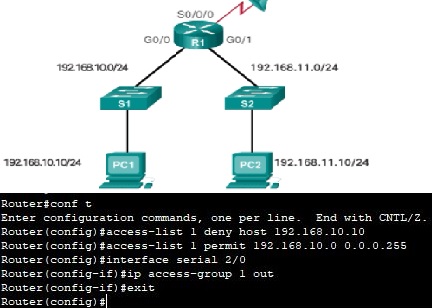 S0/0/0
G0/0
G0/1
R1
192.168.10.0/24
192.168.11.0/24
S1
S2
192.168.10.10/24
PC1
PC2
192.168.11.10/24
Router#conf t
Enter configuration commands, one per line.  End with CNTL/Z.
Router(config)#access-list 1 deny host 192.168.10.10
Router(config)#access-list 1 permit 192.168.10.0 0.0.0.255
Router(config)#interface serial 2/0
Router(config-if)#ip access-group 1 out
Router(config-if)#exit
Router(config)#